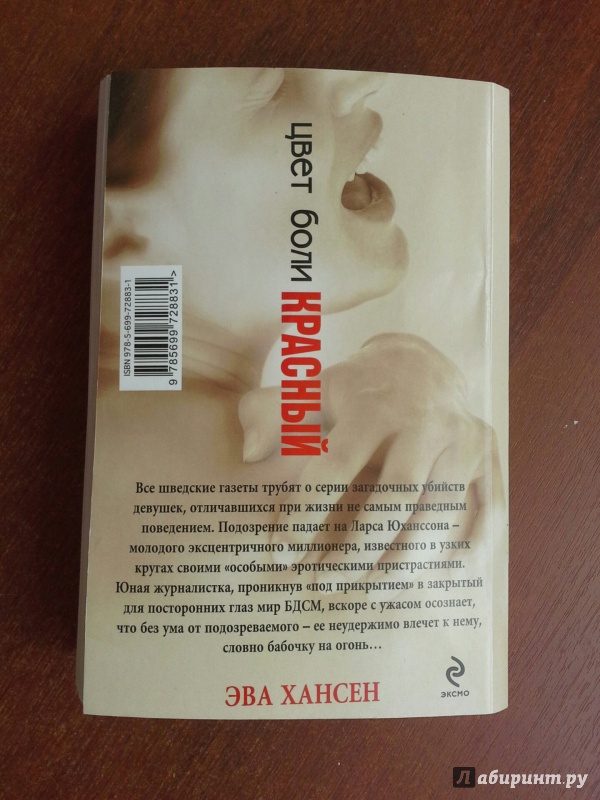 цвет боли
КРАСНЫЙ
ISBN 978-5-699-72883-1
9 785699 728831 >
Все шведские газеты трубят о серии загадочных убийств
девушек, отличавшихся при жизни не самым праведным
поведением. Подозрение падает на Ларса Юханссона –
молодого эксцентричного миллионера, известного в узких
кругах своими «особыми» эротическими пристрастиями.
Юная журналистка, проникнув «под прикрытием» в закрытый
для посторонних глаз мир БДСМ, вскоре с ужасом осознает,
что без ума от подозреваемого – ее неудержимо влечет к нему,
словно бабочку на огонь...
ЭВА ХАНСЕН
ЭКСМО
Лабиринт.ру